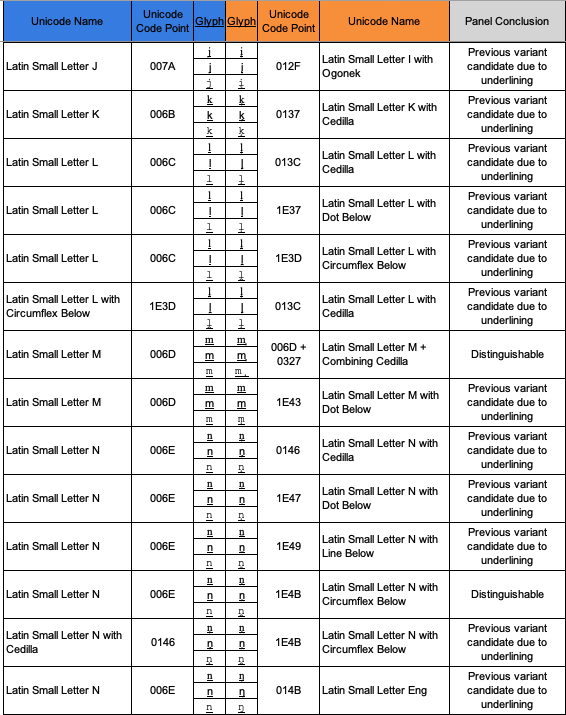 Unicode Name
Unicode
Code Point
Glyph
Glyph
Unicode
Code Point
Unicode Name
Panel Conclusion
Latin Small Letter J
007A
j į
j į
j į
012F
Latin Small Letter I with
Ogonek
Previous variant
candidate due to
underlining
Latin Small Letter K
006B
k ķ
k ķ
k ķ
0137
Latin Small Letter K with
Cedilla
Previous variant
candidate due to
underlining
Latin Small Letter L
006C
l ļ
l ļ
l ļ
013C
Latin Small Letter L with
Cedilla
Previous variant
candidate due to
underlining
Latin Small Letter L
006C
l ḷ
l ḷ
l ḷ
1E37
Latin Small Letter L with
Dot Below
Previous variant
candidate due to
underlining
Latin Small Letter L
006C
l ḽ
l ḽ
l ḽ
1E3D
Latin Small Letter L with
Circumflex Below
Previous variant
candidate due to
underlining
Latin Small Letter L with
Circumflex Below
1E3D
ḽ ļ
ḽ ļ
ḽ ļ
013C
Latin Small Letter L with
Cedilla
Previous variant
candidate due to
underlining
Latin Small Letter M
006D
m m̧
m m̧
m m̧
006D +
0327
Latin Small Letter M +
Combining Cedilla
Distinguishable
Latin Small Letter M
006D
m ṃ
m ṃ
m ṃ
1E43
Latin Small Letter M with
Dot Below
Previous variant
candidate due to
underlining
Latin Small Letter N
006E
n ņ
n ņ
n ņ
0146
Latin Small Letter N with
Cedilla
Previous variant
candidate due to
underlining
Latin Small Letter N
006E
n ṇ
n ṇ
n ṇ
1E47
Latin Small Letter N with
Dot Below
Previous variant
candidate due to
underlining
Latin Small Letter N
006E
n ṉ
n ṉ
n ṉ
1E49
Latin Small Letter N with
Line Below
Previous variant
candidate due to
underlining
Latin Small Letter N
006E
n ṋ
n ṋ
n ṋ
1E4B
Latin Small Letter N with
Circumflex Below
Distinguishable
Latin Small Letter N with
Cedilla
0146
ņ ṋ
ņ ṋ
ņ ṋ
1E4B
Latin Small Letter N with
Circumflex Below
Previous variant
candidate due to
underlining
Latin Small Letter N
006E
n ŋ
n ŋ
n ŋ
014B
Latin Small Letter Eng
Previous variant
candidate due to
underlining